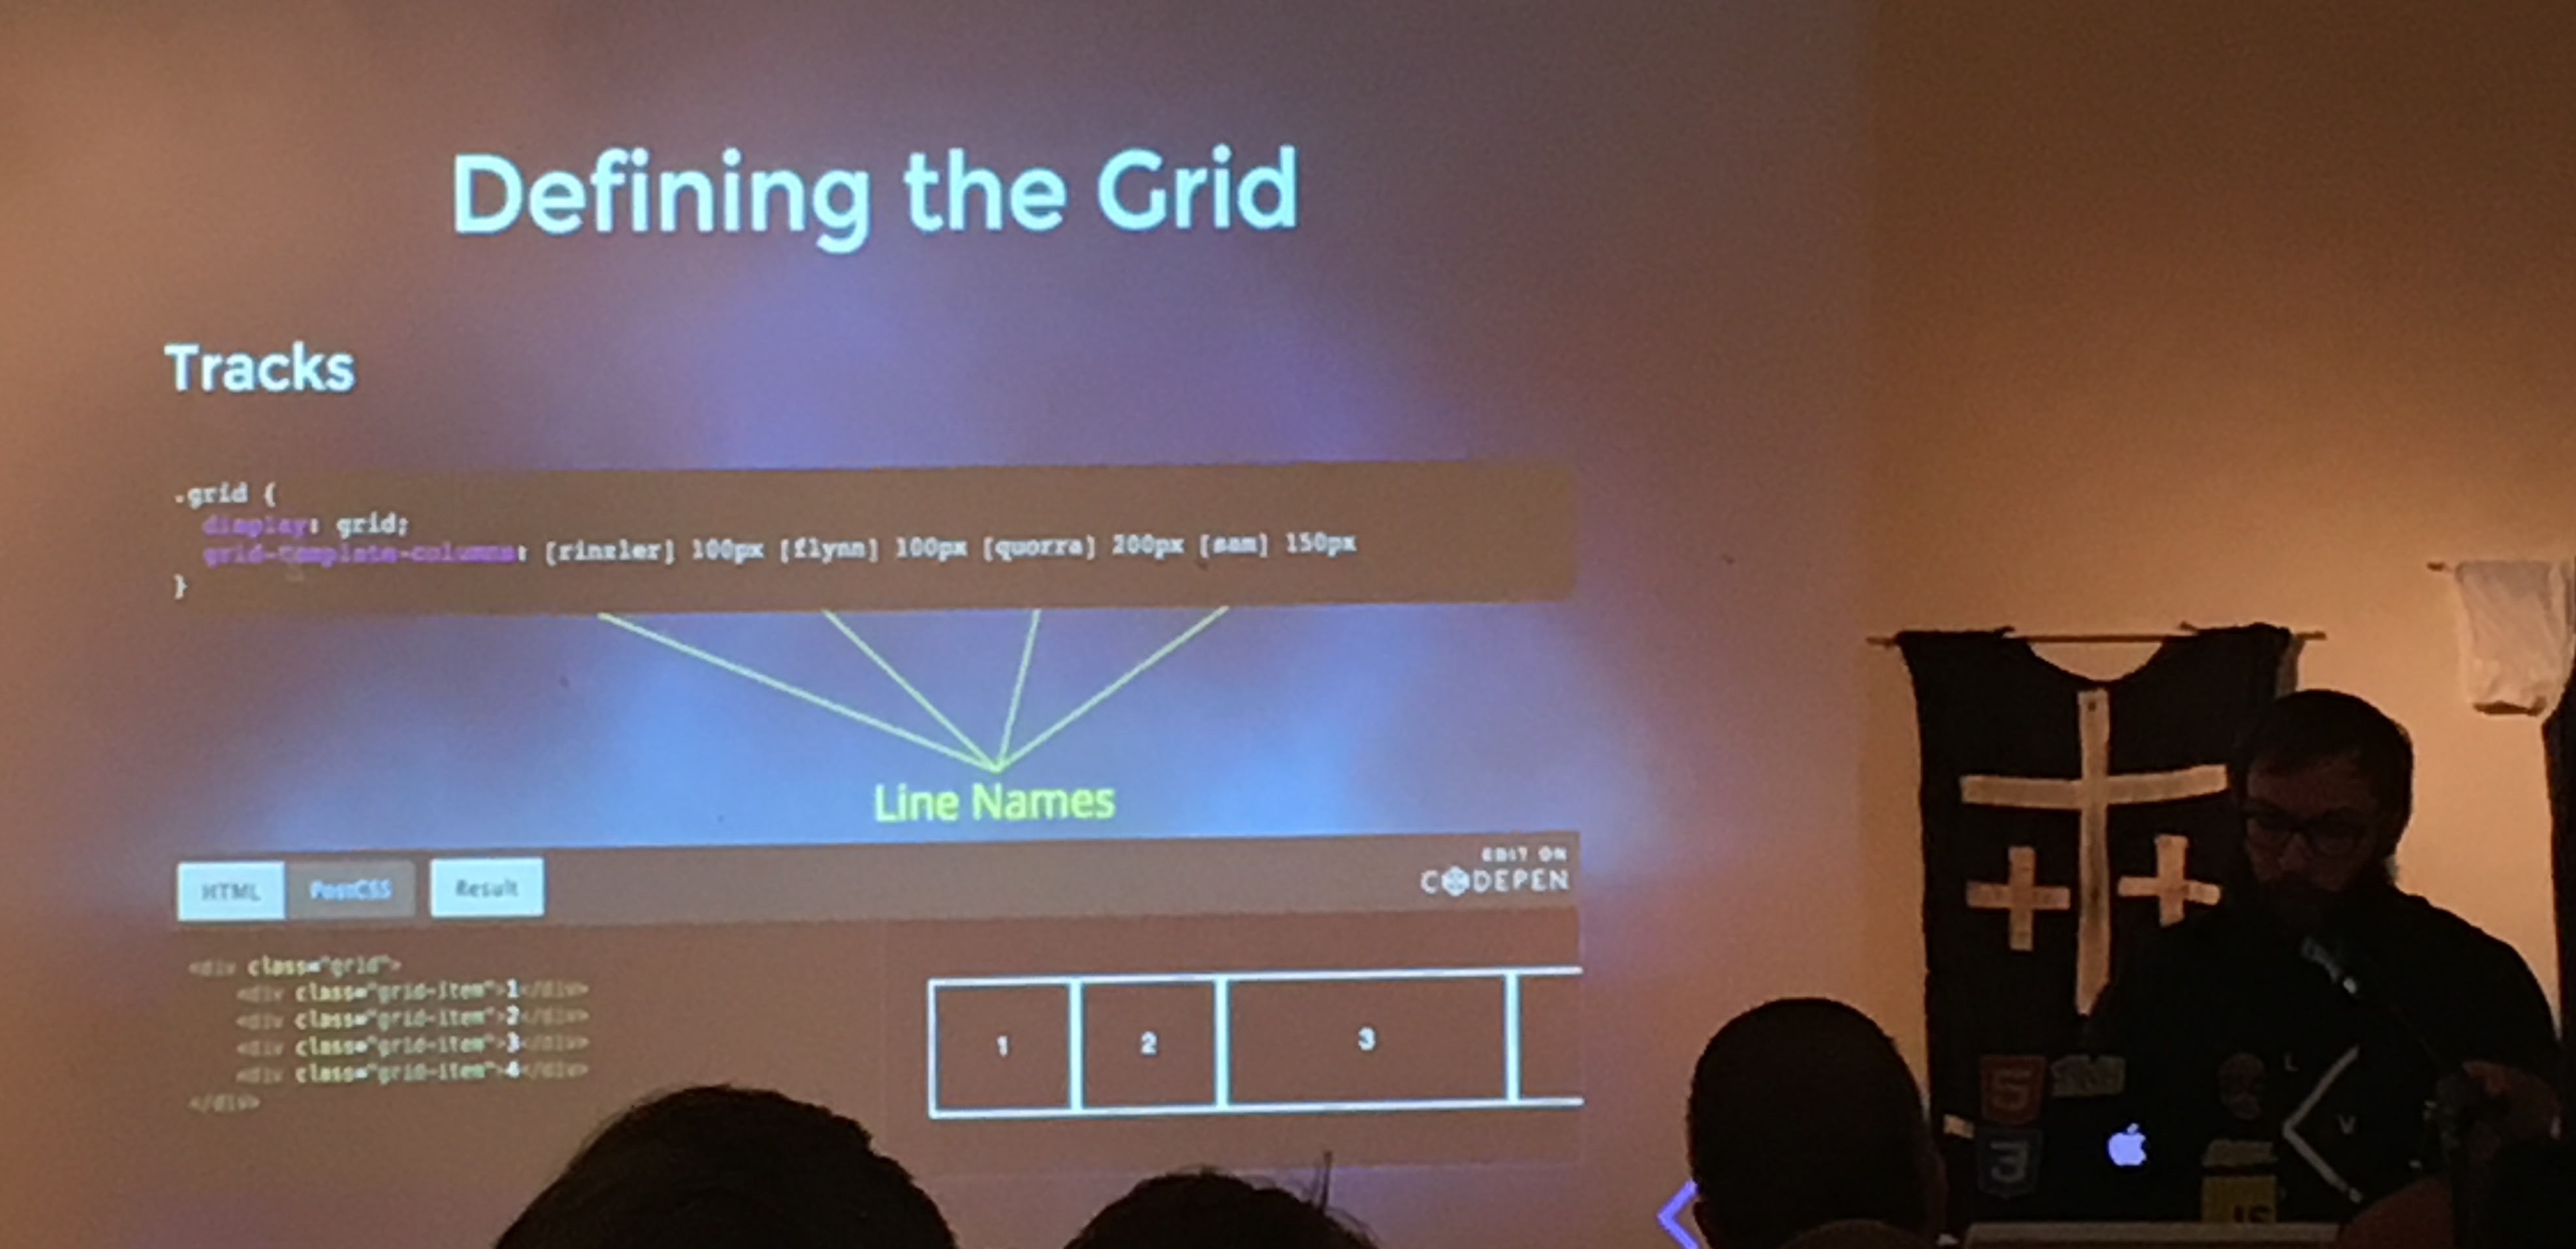 Defining the Grid
Tracks
.grid {
display: grid;
grid-template-columns: [rinzler] 100px [flynn] 100px [quorra] 200px [sam] 150px
}
Line Names
HTML PostCSS Result
EDIT ON
CODEPEN
<div class="grid">
<div class="grid-item">1</div>
<div class="grid-item">2</div>
<div class="grid-item">3</div>
<div class="grid-item">4</div>
</div>
1 2 3
5
3
L
V
JS